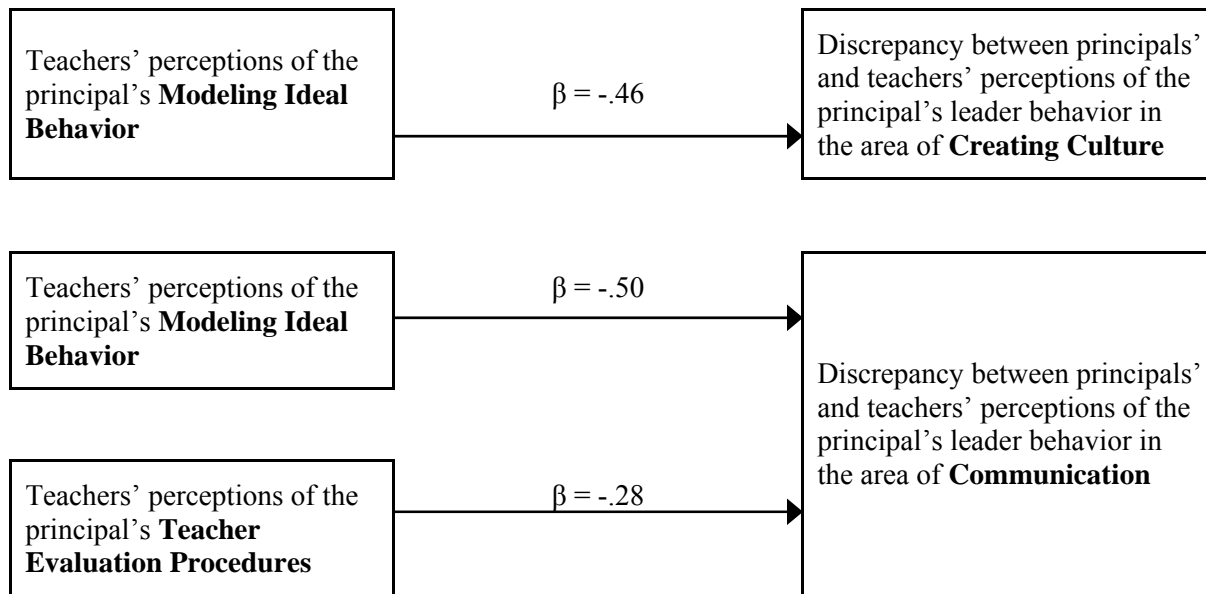 Teachers’ perceptions of the
principal’s Modeling Ideal
Behavior
β = -.46
Discrepancy between principals’
and teachers’ perceptions of the
principal’s leader behavior in
the area of Creating Culture
Teachers’ perceptions of the
principal’s Modeling Ideal
Behavior
β = -.50
Discrepancy between principals’
and teachers’ perceptions of the
principal’s leader behavior in
the area of Communication
Teachers’ perceptions of the
principal’s Teacher
Evaluation Procedures
β = -.28